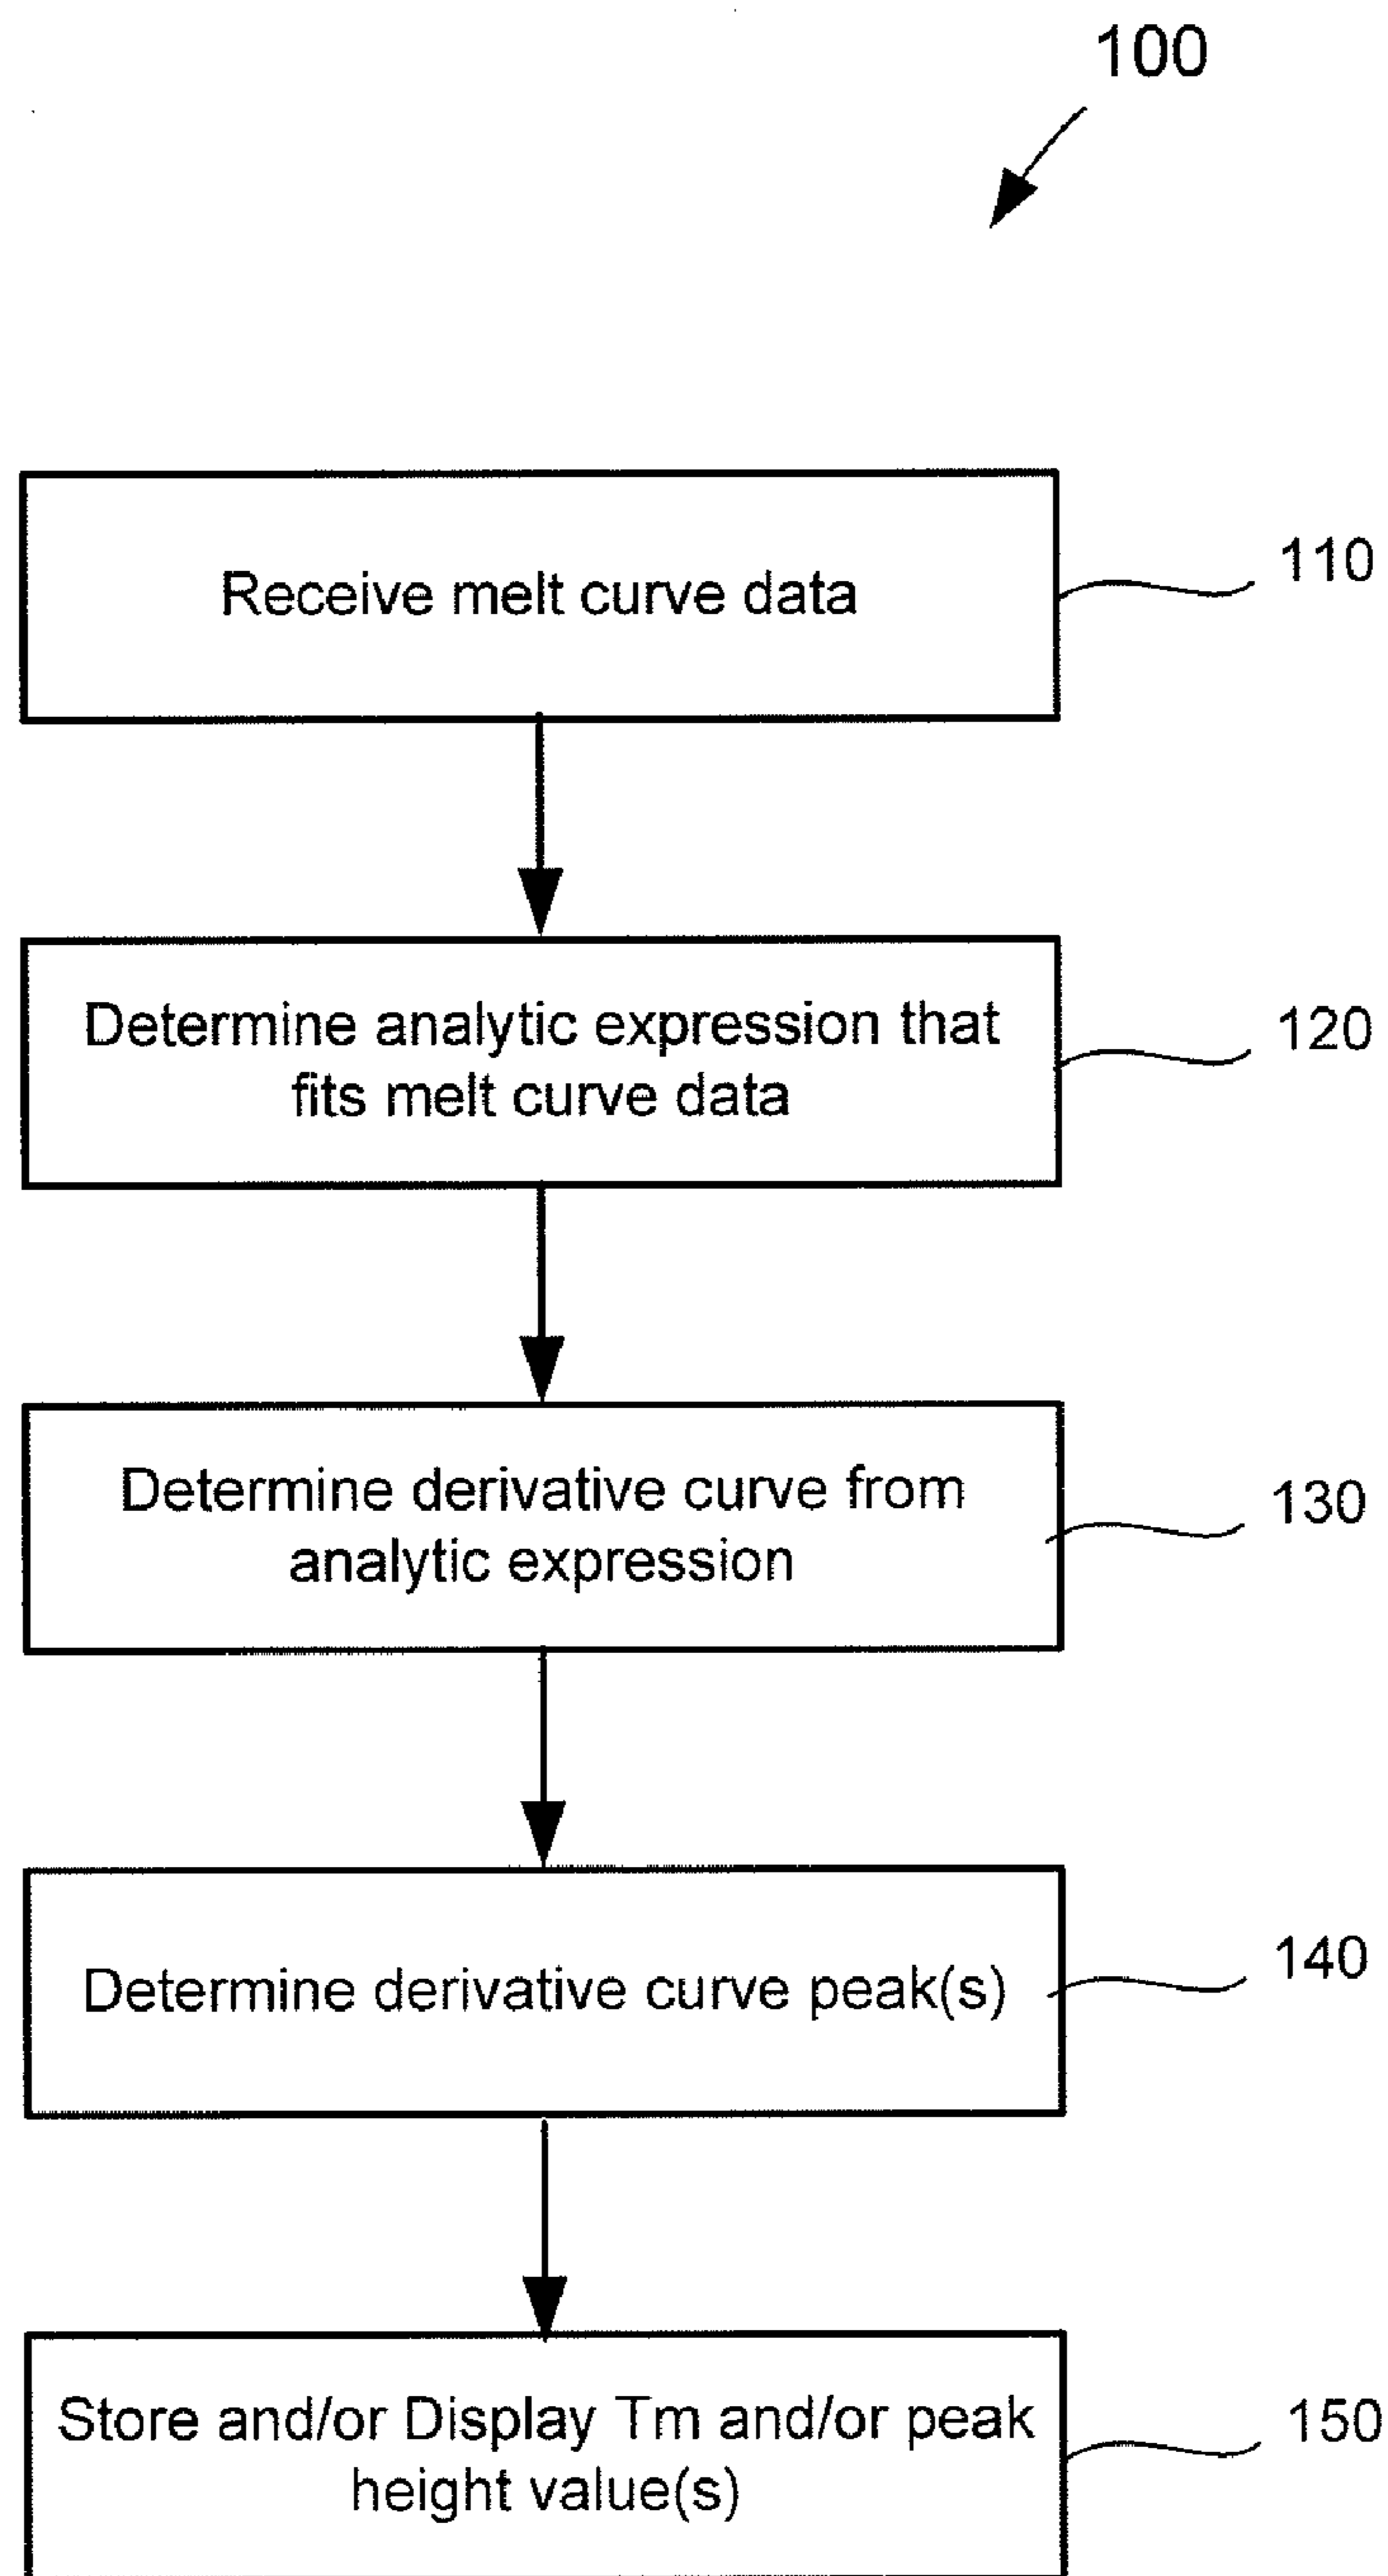 100
Receive melt curve data
110
Determine analytic expression that
fits melt curve data
120
Determine derivative curve from
analytic expression
130
Determine derivative curve peak(s)
140
Store and/or Display Tm and/or peak
height value(s)
150